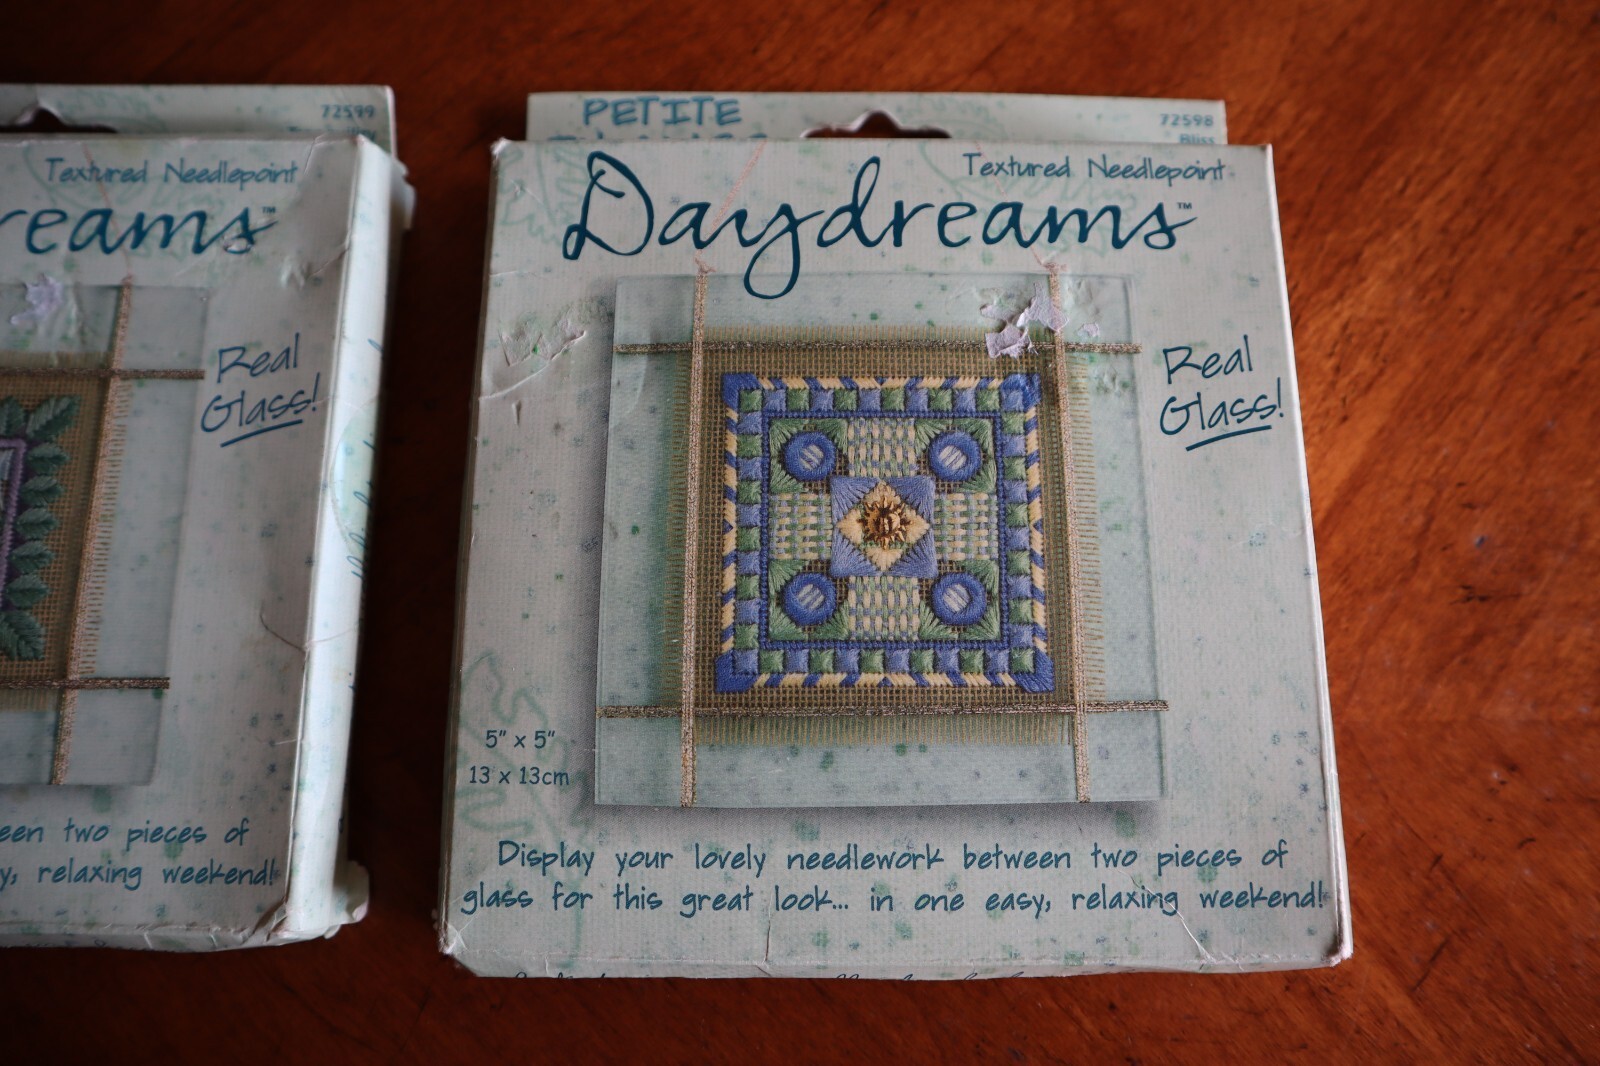 72599
Textured Needlepoint
reams™
Real
Glass!
een two pieces of
y, relaxing weekend!
PETITE
72598
Bliss
Textured Needlepoint
Daydreams™
Real
Glass!
5" x 5"
13 x 13cm
Display your lovely needlework between two pieces of
glass for this great look... in one easy, relaxing weekend!